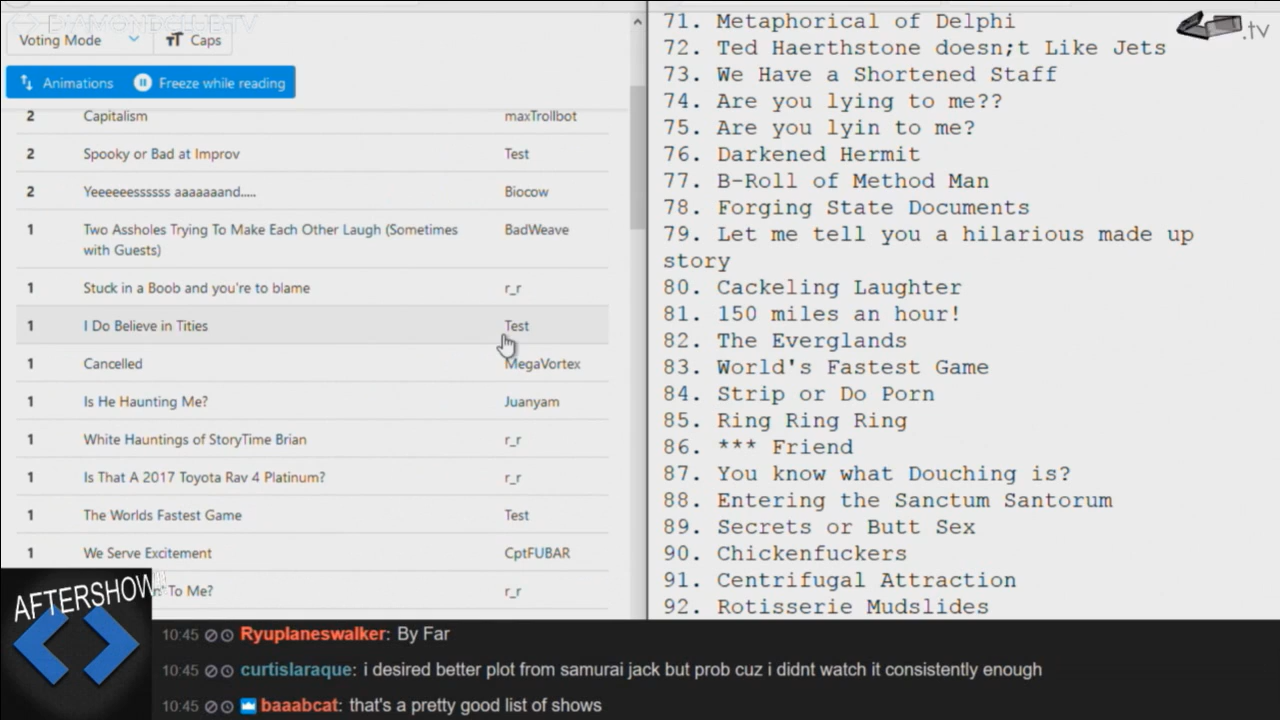 DIAMONDCLUB.TV
Voting Mode
Caps
Animations
Freeze while reading
2 Capitalism maxTrollbot
2 Spooky or Bad at Improv Test
2 Yeeeeeessssss aaaaaaand..... Biocow
1 Two Assholes Trying To Make Each Other Laugh (Sometimes BadWeave
with Guests)
1 Stuck in a Boob and you're to blame r_r
1 I Do Believe in Tities Test
1 Cancelled MegaVortex
1 Is He Haunting Me? Juanyam
1 White Hauntings of StoryTime Brian r_r
1 Is That A 2017 Toyota Rav 4 Platinum? r_r
1 The Worlds Fastest Game Test
1 We Serve Excitement CptFUBAR
To Me? r_r
71. Metaphorical of Delphi
72. Ted Haerthstone doesn;t Like Jets
73. We Have a Shortened Staff
74. Are you lying to me??
75. Are you lyin to me?
76. Darkened Hermit
77. B-Roll of Method Man
78. Forging State Documents
79. Let me tell you a hilarious made up
story
80. Cackeling Laughter
81. 150 miles an hour!
82. The Everglands
83. World's Fastest Game
84. Strip or Do Porn
85. Ring Ring Ring
86. *** Friend
87. You know what Douching is?
88. Entering the Sanctum Santorum
89. Secrets or Butt Sex
90. Chickenfuckers
91. Centrifugal Attraction
92. Rotisserie Mudslides
.tv
AFTERSHOW
10:45 Ryuplaneswalker: By Far
10:45 curtislaraque: i desired better plot from samurai jack but prob cuz i didnt watch it consistently enough
10:45 baaabcat: that's a pretty good list of shows